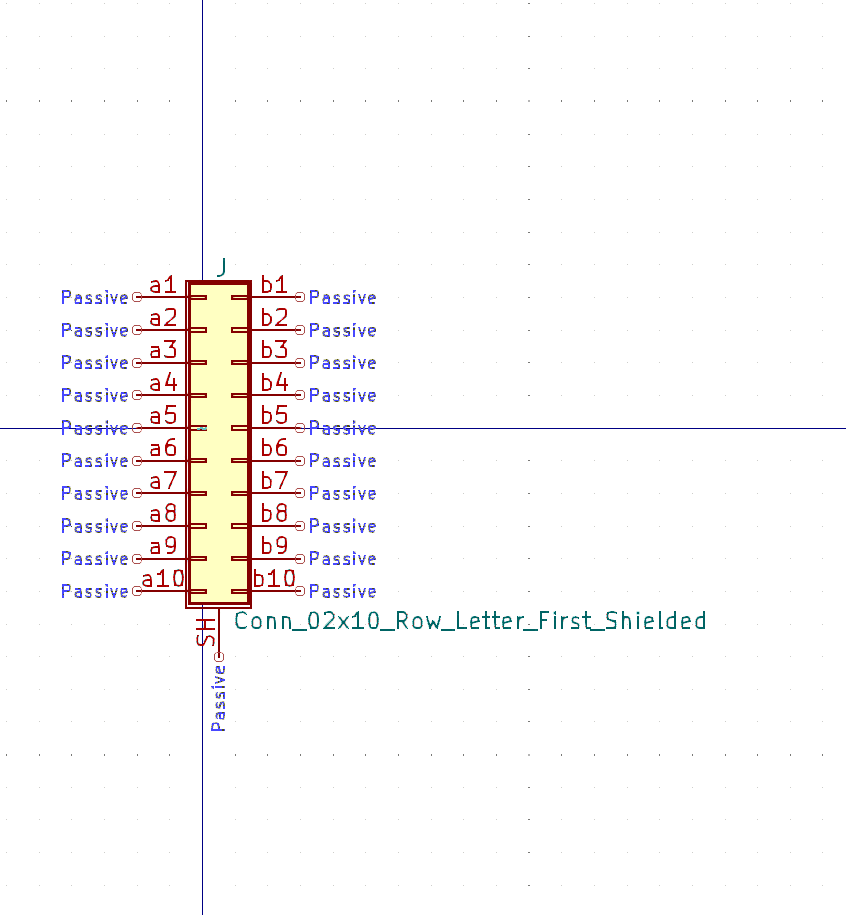 J
Passive a1 b1 Passive
Passive a2 b2 Passive
Passive a3 b3 Passive
Passive a4 b4 Passive
Passive a5 b5 Passive
Passive a6 b6 Passive
Passive a7 b7 Passive
Passive a8 b8 Passive
Passive a9 b9 Passive
Passive a10 b10 Passive
SH
Conn_02x10_Row_Letter_First_Shielded
Passive